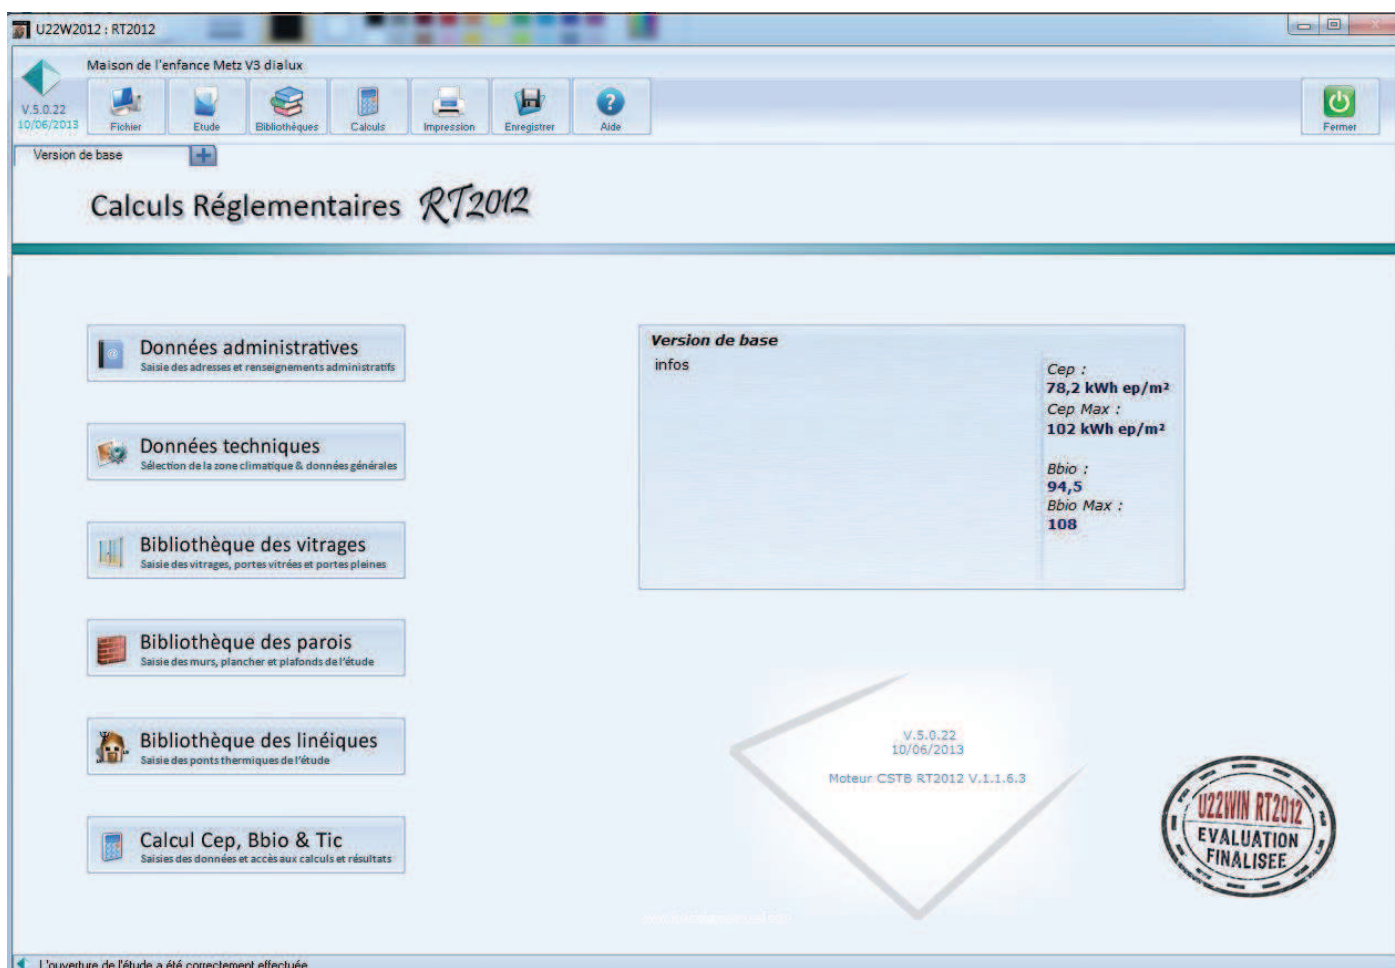 U22W2012 : RT2012
Maison de l'enfance Metz V3 dialux
V.5.0.22
10/06/2013
Fichier Etude Bibliothèques Calculs Impression Enregistrer Aide Fermer
Version de base
Calculs Réglementaires RT2012
Données administratives
Saisie des adresses et renseignements administratifs
Données techniques
Sélection de la zone climatique & données générales
Bibliothèque des vitrages
Saisie des vitrages, portes vitrées et portes pleines
Bibliothèque des parois
Saisie des murs, plancher et plafonds de l'étude
Bibliothèque des linéiques
Saisie des ponts thermiques de l'étude
Calcul Cep, Bbio & Tic
Saisies des données et accès aux calculs et résultats
Version de base
infos
Cep :
78,2 kWh ep/m²
Cep Max :
102 kWh ep/m²
Bbio :
94,5
Bbio Max :
108
V.5.0.22
10/06/2013
Moteur CSTB RT2012 V.1.1.6.3
U22WIN RT2012
EVALUATION
FINALISEE
L'ouverture de l'étude a été correctement effectuée